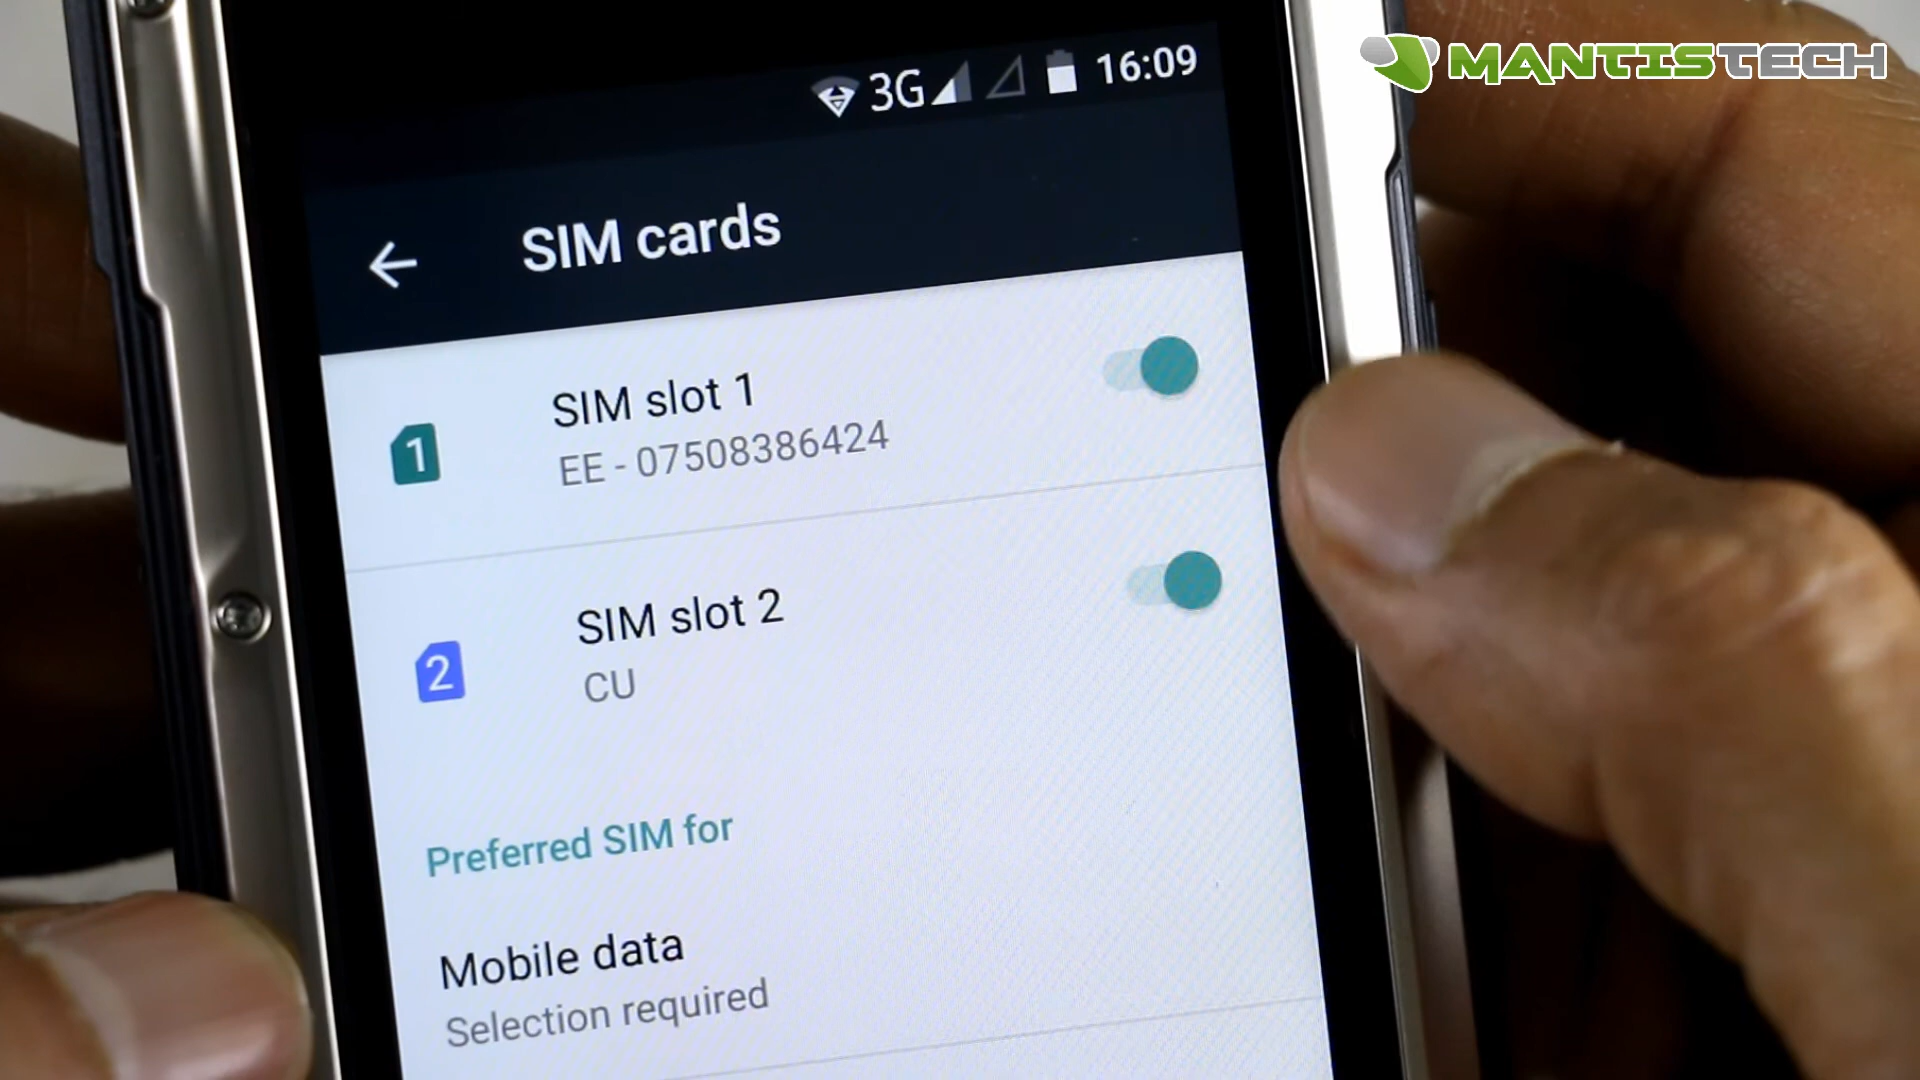 MANTISTECH
3G 16:09
SIM cards
SIM slot 1
1
EE - 07508386424
SIM slot 2
2
CU
Preferred SIM for
Mobile data
Selection required